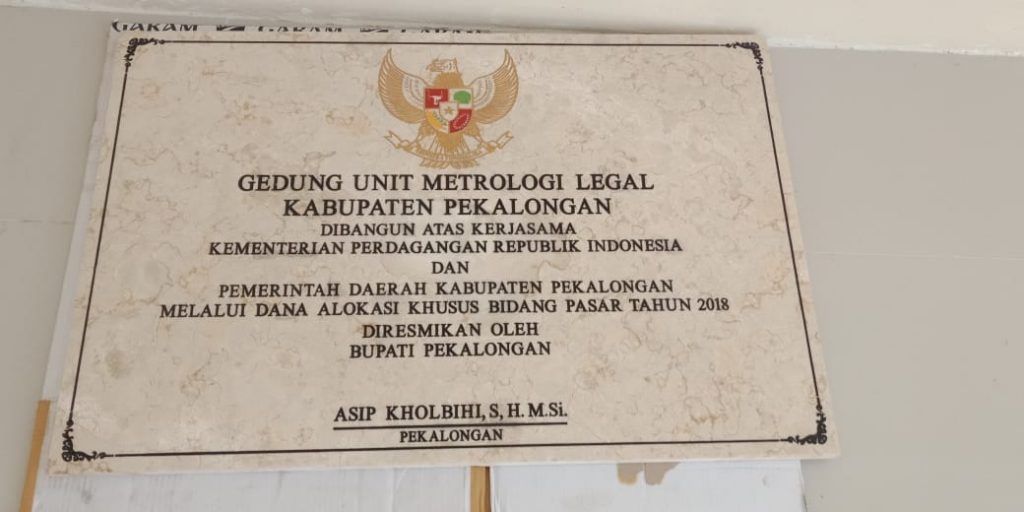 GEDUNG UNIT METROLOGI LEGAL
KABUPATEN PEKALONGAN
DIBANGUN ATAS KERJASAMA
KEMENTERIAN PERDAGANGAN REPUBLIK INDONESIA
DAN
PEMERINTAH DAERAH KABUPATEN PEKALONGAN
MELALUI DANA ALOKASI KHUSUS BIDANG PASAR TAHUN 2018
DIRESMIKAN OLEH
BUPATI PEKALONGAN
ASIP KHOLBIHI, S, H. M.Si.
PEKALONGAN